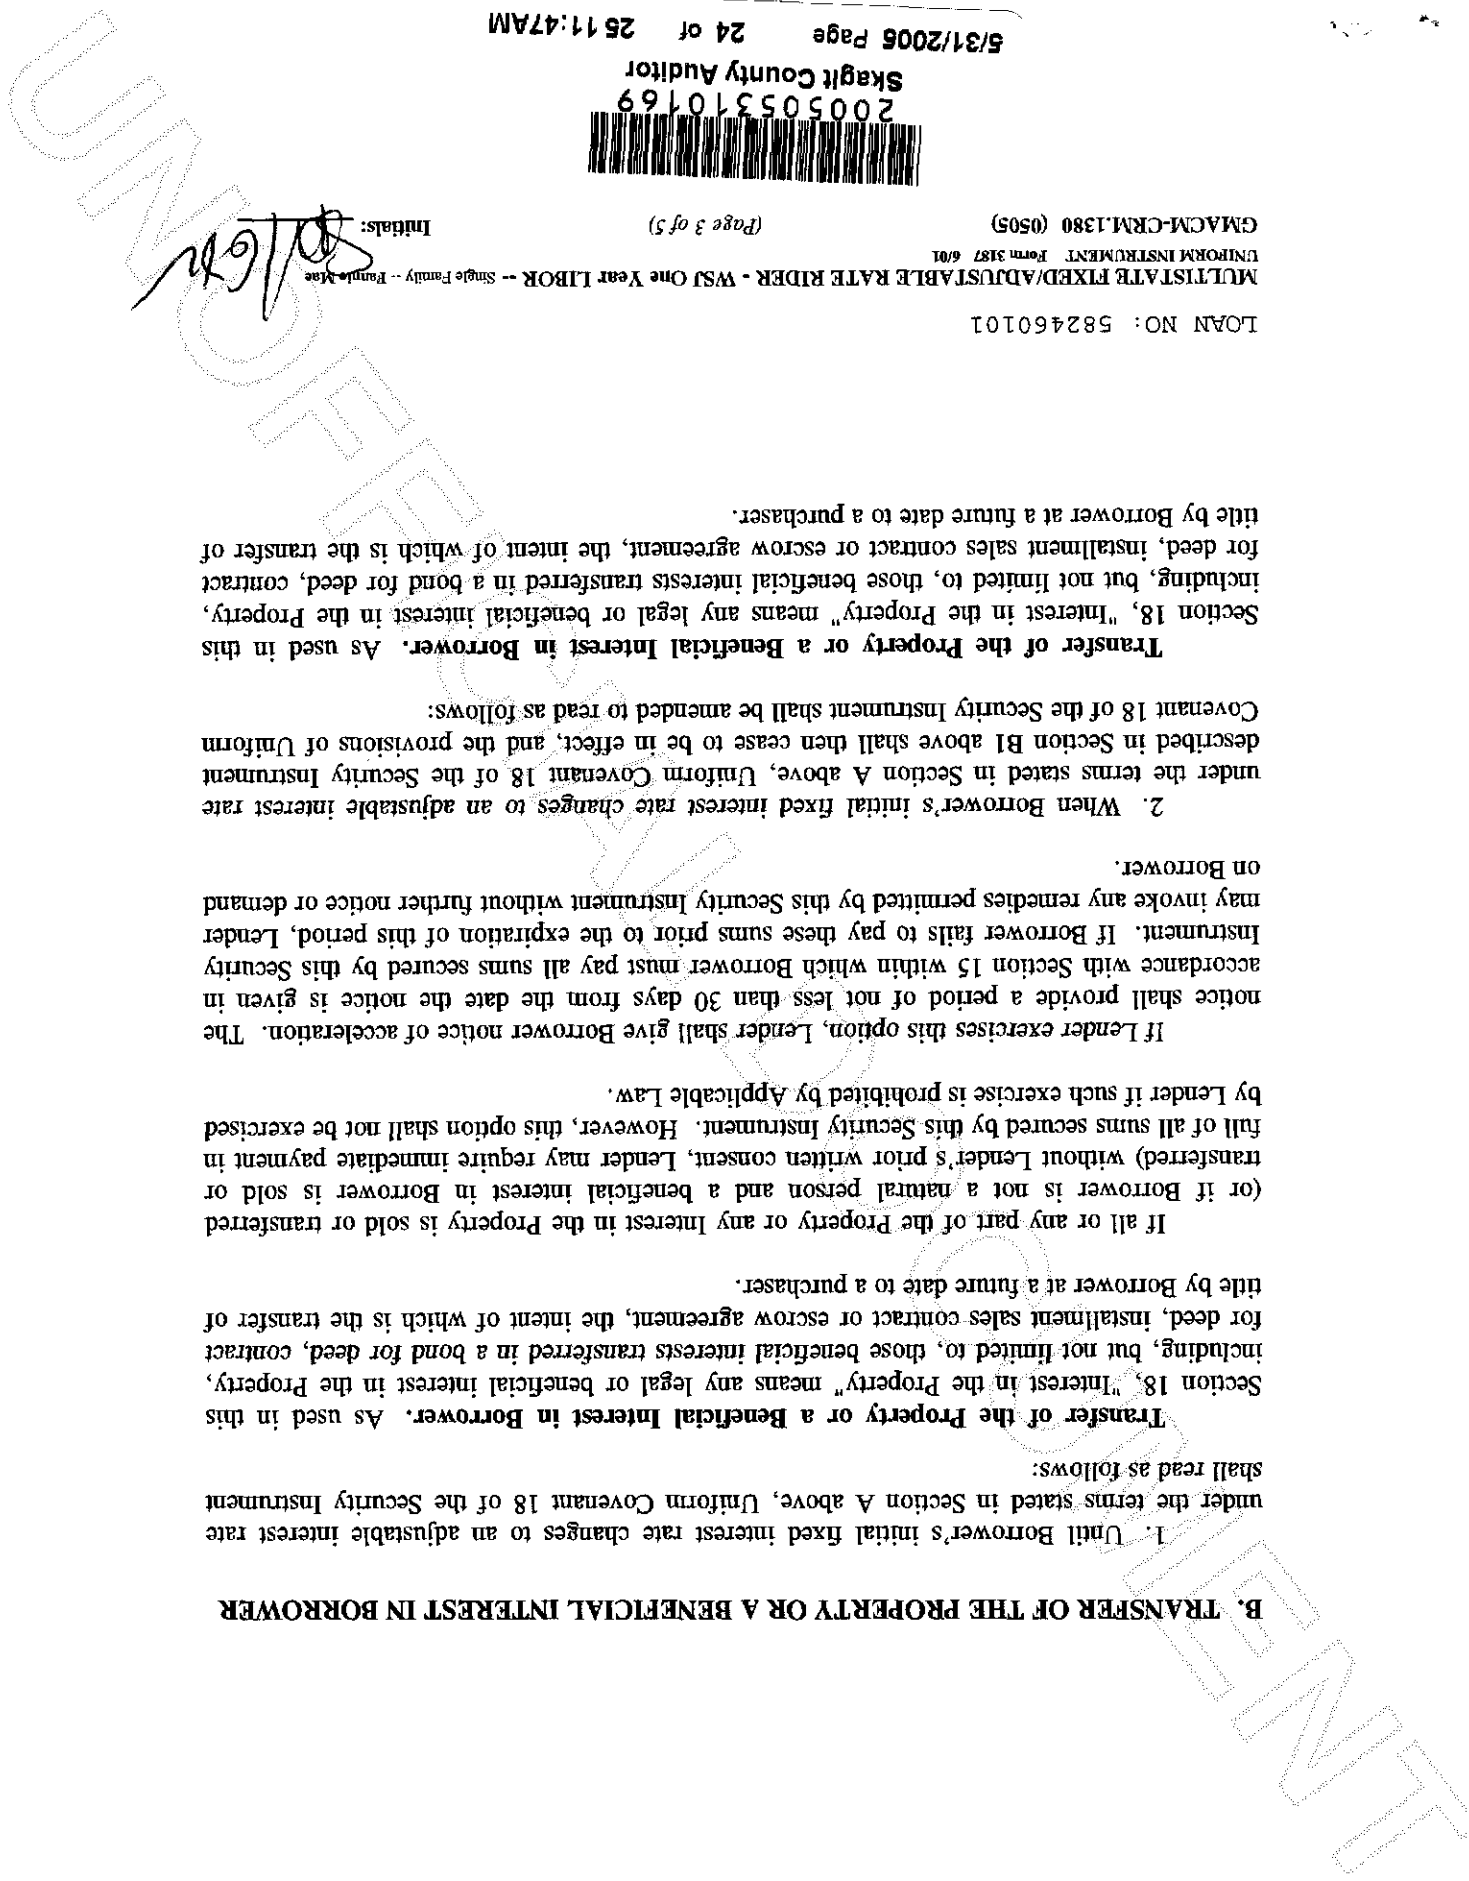 B. TRANSFER OF THE PROPERTY OR A BENEFICIAL INTEREST IN BORROWER
1. Until Borrower's initial fixed interest rate changes to an adjustable interest rate
under the terms stated in Section A above, Uniform Covenant 18 of the Security Instrument
shall read as follows:
Transfer of the Property or a Beneficial Interest in Borrower. As used in this
Section 18, "Interest in the Property" means any legal or beneficial interest in the Property,
including, but not limited to, those beneficial interests transferred in a bond for deed, contract
for deed, installment sales contract or escrow agreement, the intent of which is the transfer of
title by Borrower at a future date to a purchaser.
If all or any part of the Property or any Interest in the Property is sold or transferred
(or if Borrower is not a natural person and a beneficial interest in Borrower is sold or
transferred) without Lender's prior written consent, Lender may require immediate payment in
full of all sums secured by this Security Instrument. However, this option shall not be exercised
by Lender if such exercise is prohibited by Applicable Law.
If Lender exercises this option, Lender shall give Borrower notice of acceleration. The
notice shall provide a period of not less than 30 days from the date the notice is given in
accordance with Section 15 within which Borrower must pay all sums secured by this Security
Instrument. If Borrower fails to pay these sums prior to the expiration of this period, Lender
may invoke any remedies permitted by this Security Instrument without further notice or demand
on Borrower.
2. When Borrower's initial fixed interest rate changes to an adjustable interest rate
under the terms stated in Section A above, Uniform Covenant 18 of the Security Instrument
described in Section B1 above shall then cease to be in effect, and the provisions of Uniform
Covenant 18 of the Security Instrument shall be amended to read as follows:
Transfer of the Property or a Beneficial Interest in Borrower. As used in this
Section 18, "Interest in the Property" means any legal or beneficial interest in the Property,
including, but not limited to, those beneficial interests transferred in a bond for deed, contract
for deed, installment sales contract or escrow agreement, the intent of which is the transfer of
title by Borrower at a future date to a purchaser.
LOAN NO: 582460101
MULTISTATE FIXED/ADJUSTABLE RATE RIDER - WSJ One Year LIBOR -- Single Family -- Fannie Mae
UNIFORM INSTRUMENT Form 3187 6/01
GMACM-CRM.1380 (0505) (Page 3 of 5) Initials:
200505310169
Skagit County Auditor
5/31/2005 Page 24 of 25 11:47AM
UNOFFICIAL DOCUMENT